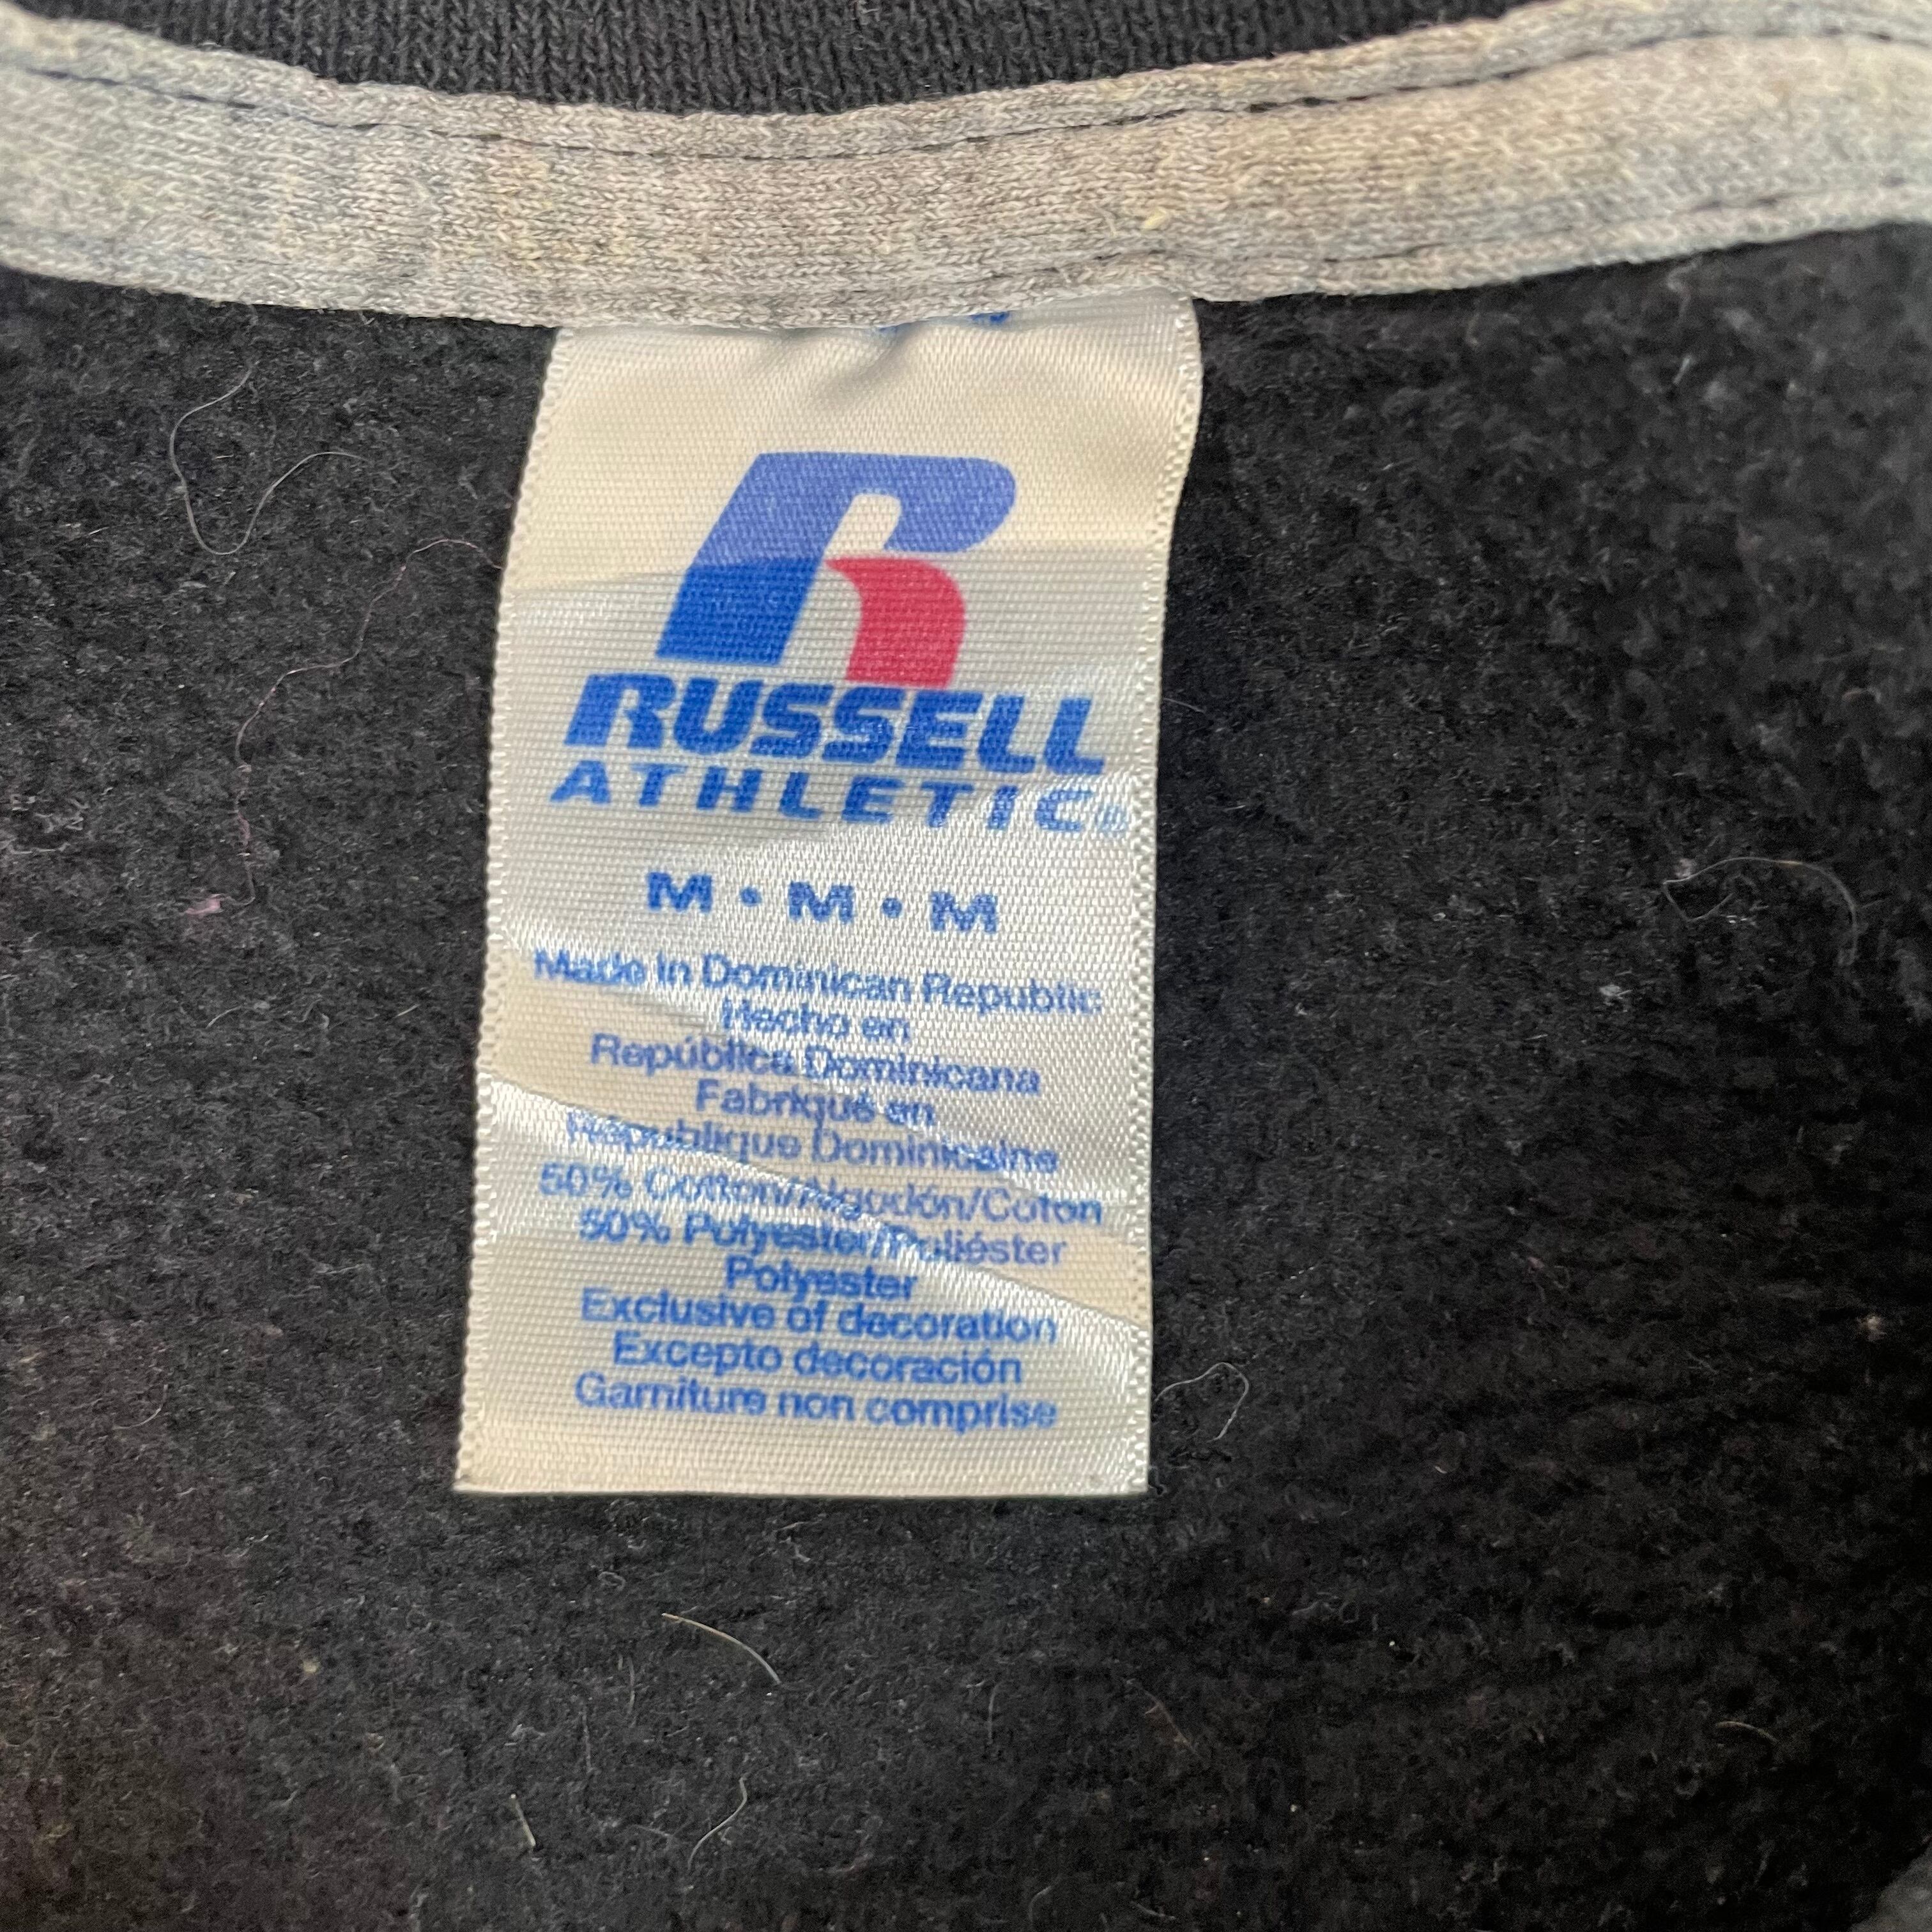 RUSSELL
ATHLETIC®
M • M • M
Made in Dominican Republic
Hecho en
República Dominicana
Fabriqué en
République Dominicaine
50% Cotton/Algodón/Coton
50% Polyester/Poliéster
Polyester
Exclusive of decoration
Excepto decoración
Garniture non comprise